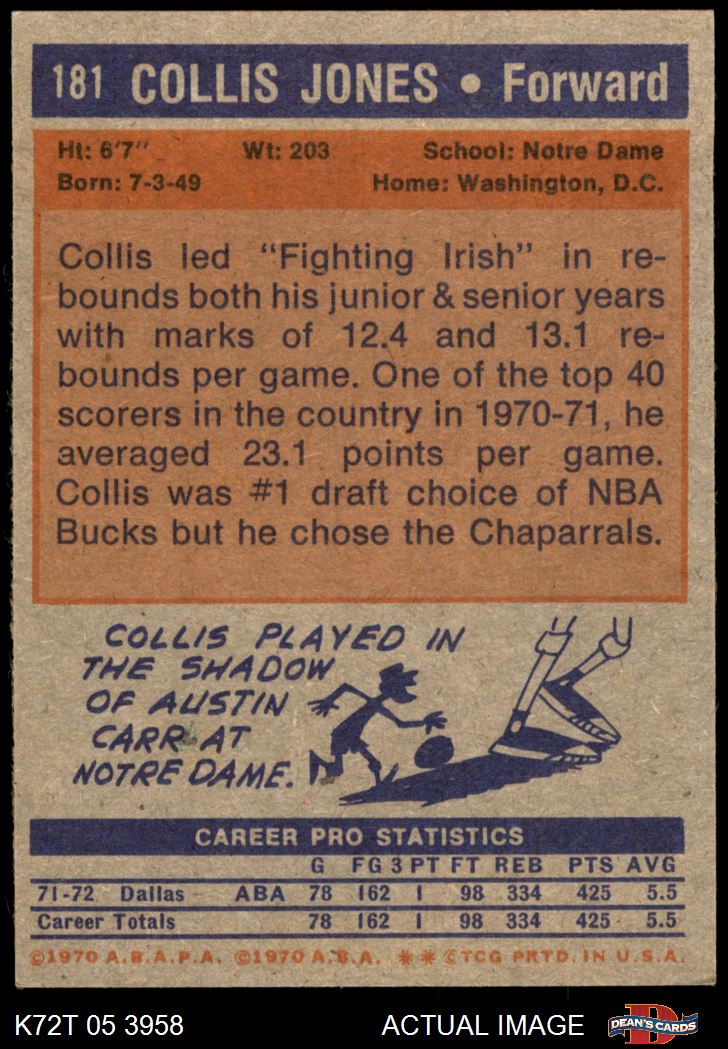 181 COLLIS JONES • Forward
Ht: 6'7" Wt: 203 School: Notre Dame
Born: 7-3-49 Home: Washington, D.C.
Collis led "Fighting Irish" in re-
bounds both his junior & senior years
with marks of 12.4 and 13.1 re-
bounds per game. One of the top 40
scorers in the country in 1970-71, he
averaged 23.1 points per game.
Collis was #1 draft choice of NBA
Bucks but he chose the Chaparrals.
COLLIS PLAYED IN
THE SHADOW
OF AUSTIN
CARR AT
NOTRE DAME.
CAREER PRO STATISTICS
G FG 3 PT FT REB PTS AVG
71-72 Dallas ABA 78 162 1 98 334 425 5.5
Career Totals 78 162 1 98 334 425 5.5
©1970 A.B.A.P.A. ©1970 A.B.A. ** ©TCG PRTD. IN U.S.A.
K72T 05 3958 ACTUAL IMAGE D DEAN'S CARDS